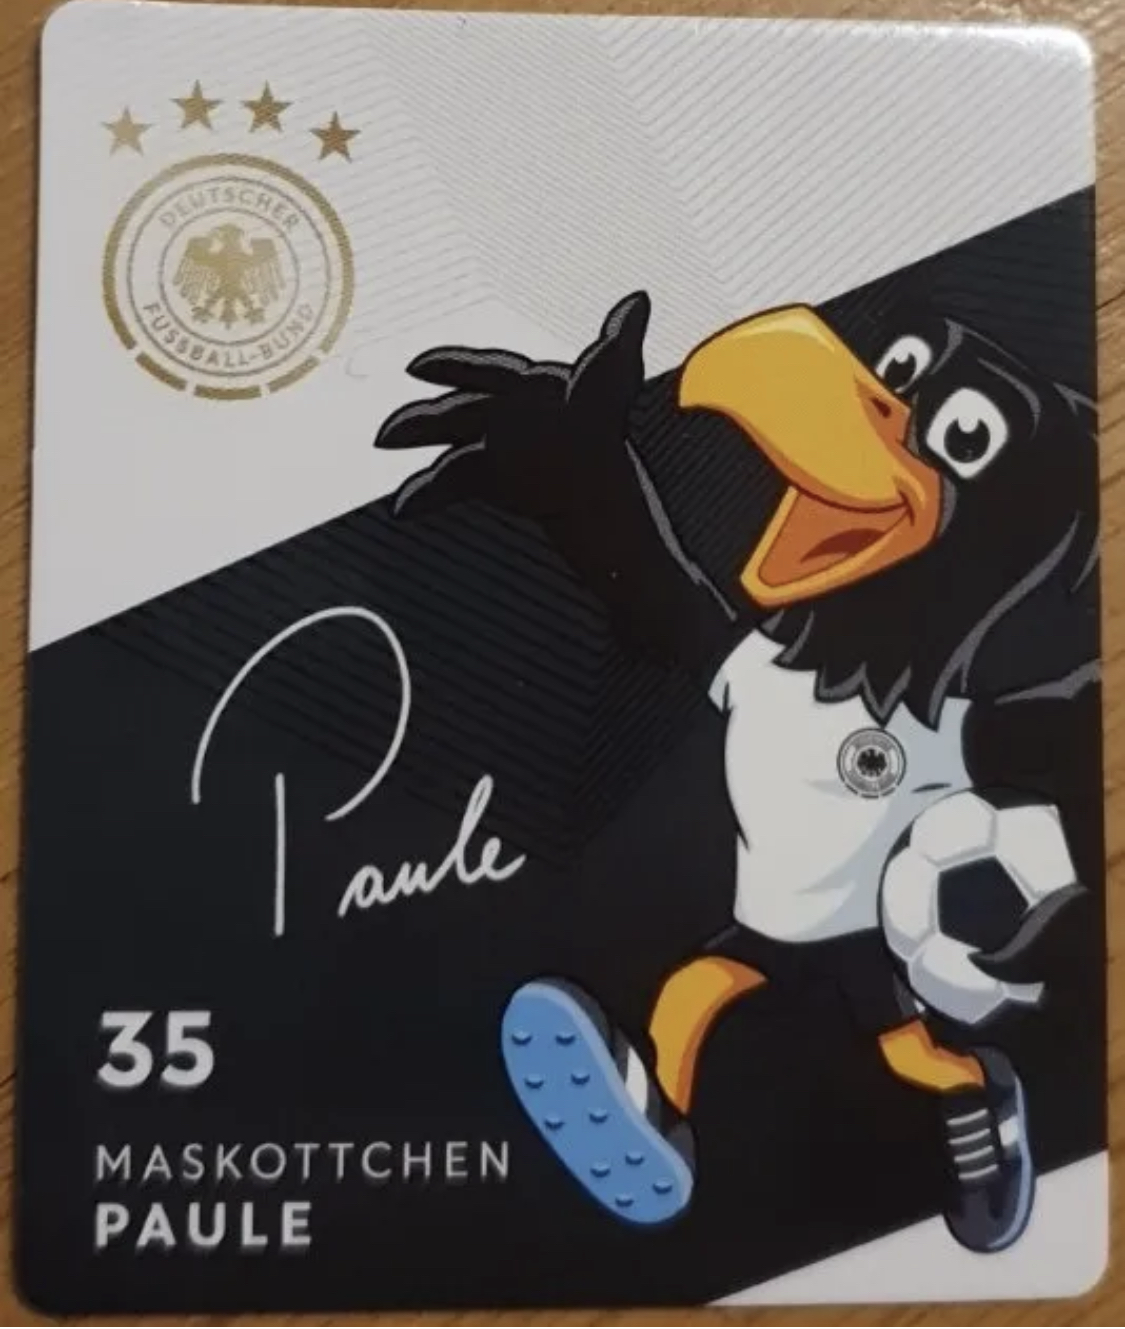 DEUTSCHER
FUSSBALL-BUND
Paule
35
MASKOTTCHEN
PAULE